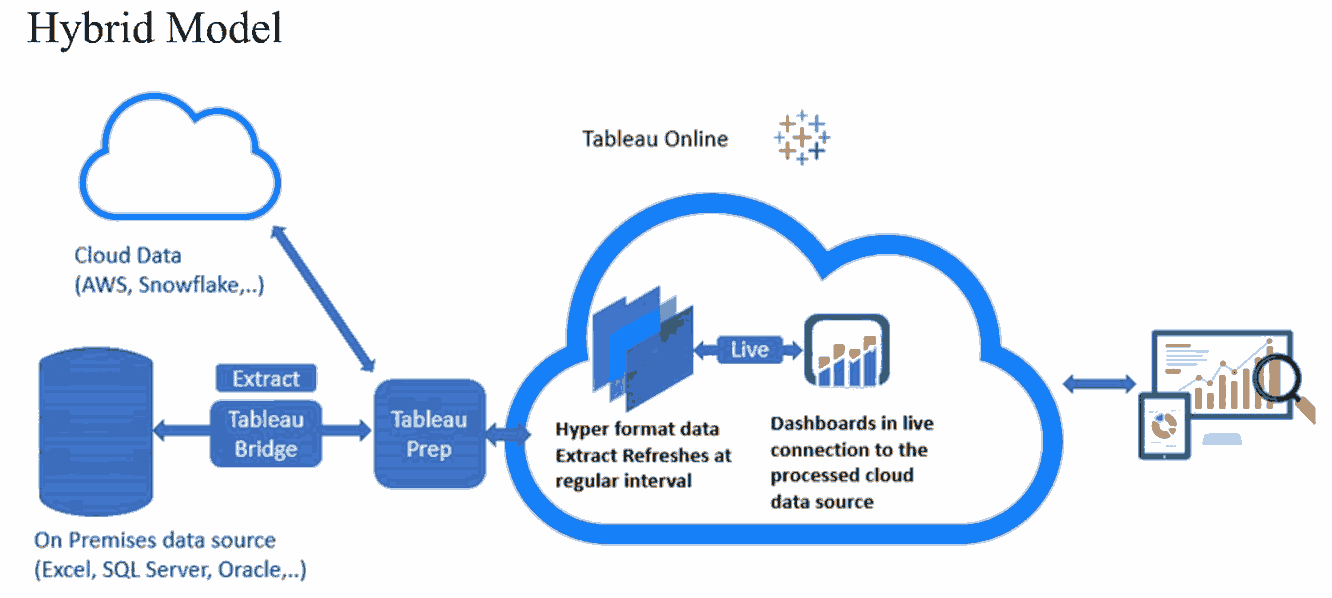 Hybrid Model
Tableau Online
Cloud Data
(AWS, Snowflake,..)
Extract
Tableau
Bridge
Tableau
Prep
On Premises data source
(Excel, SQL Server, Oracle,..)
Live
Hyper format data
Extract Refreshes at
regular interval
Dashboards in live
connection to the
processed cloud
data source